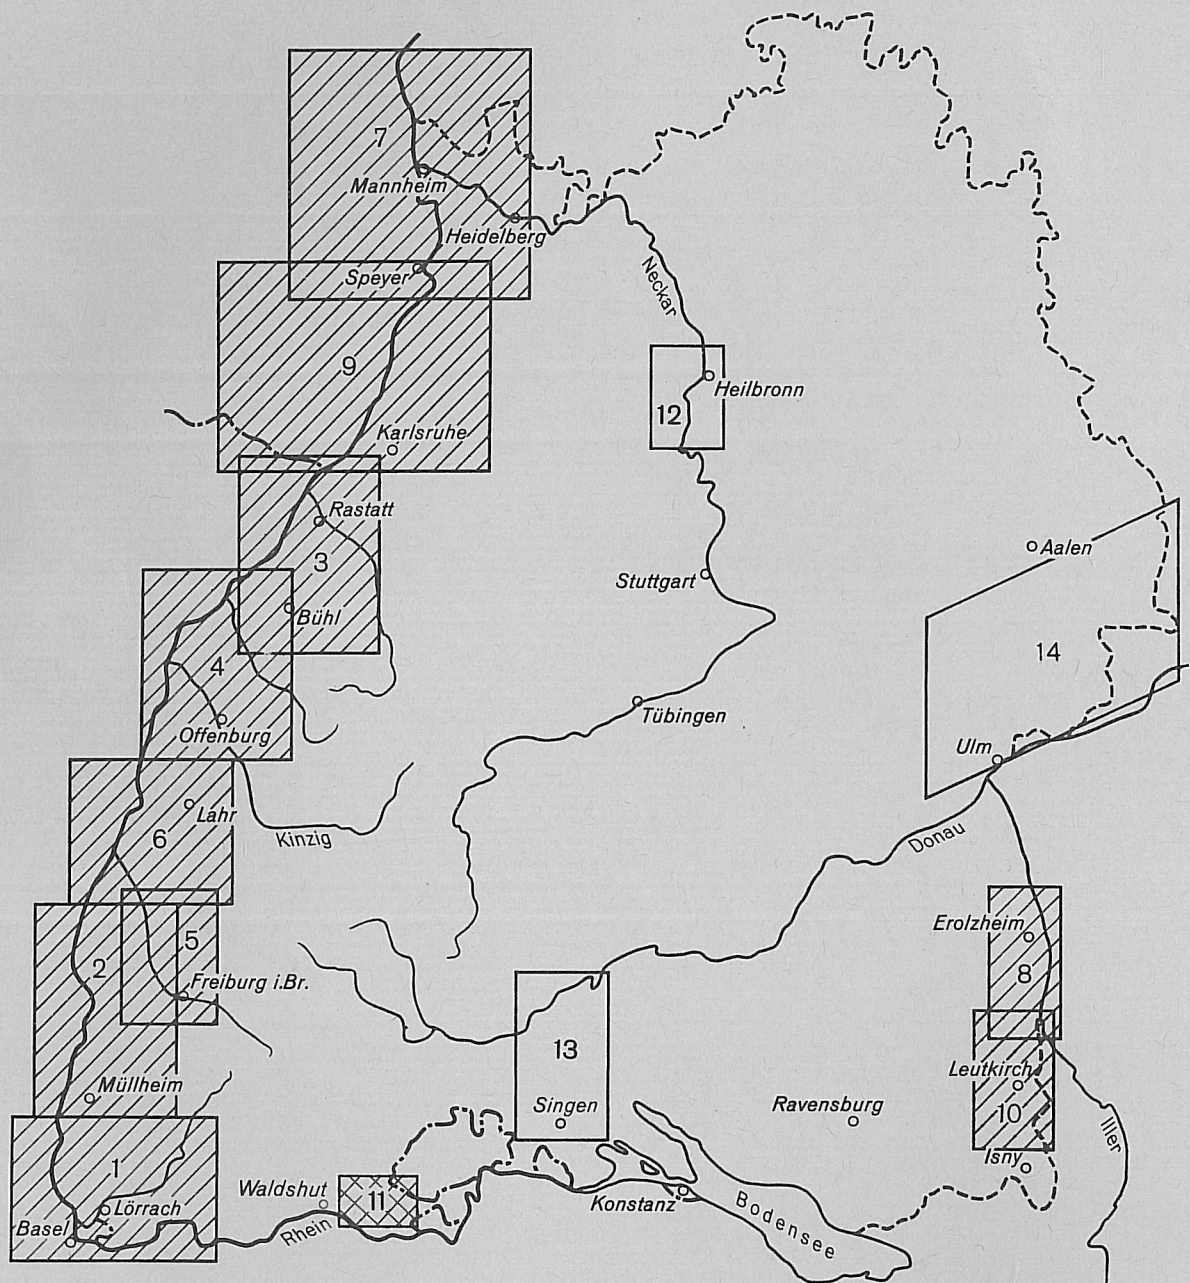 7
Mannheim
Heidelberg
Speyer
Neckar
9
Heilbronn
12
Karlsruhe
Rastatt
Aalen
3
Stuttgart
Bühl
4
14
Tübingen
Offenburg
Ulm
Lahr
6
Kinzig
Donau
Erolzheim
5
2
8
Freiburg i.Br.
13
Leutkirch
Müllheim
Singen
Ravensburg
10
Iller
Isny
1
Waldshut
11
Lörrach
Konstanz
Basel
Rhein
Bodensee